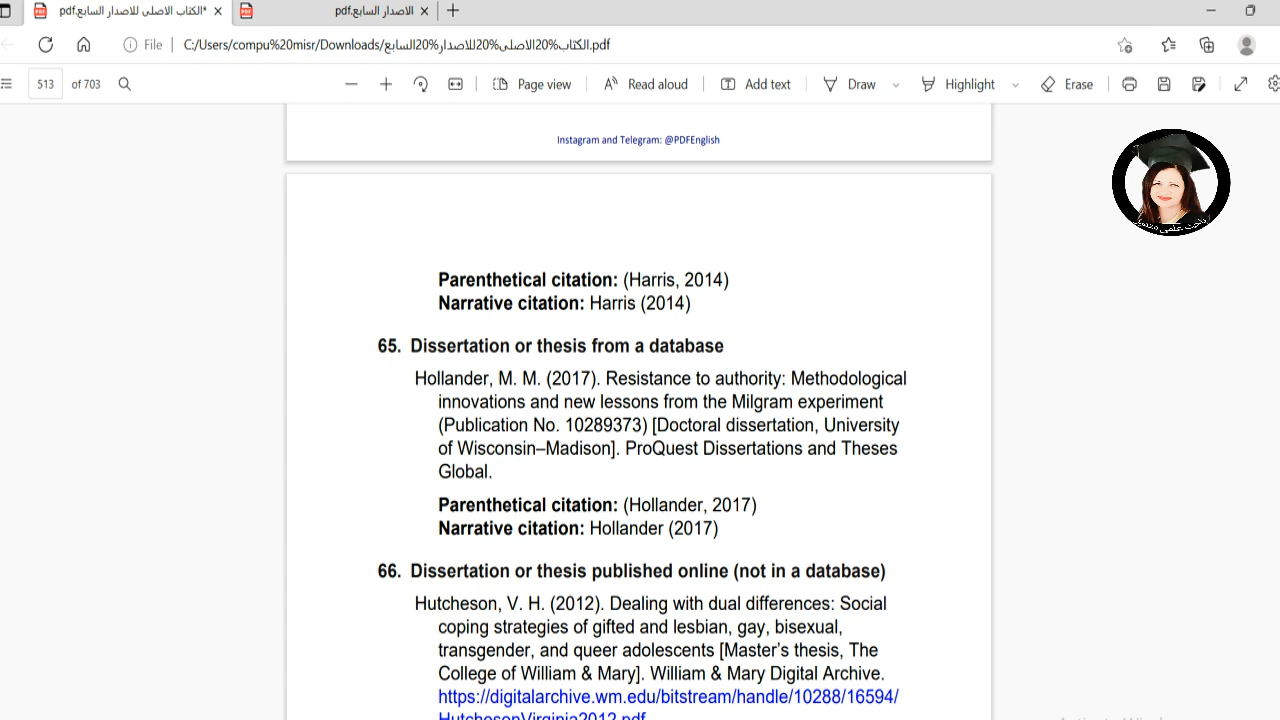 الكتاب الاصلى للاصدار السابع.pdf*
الاصدار السابع.pdf
File
C:/Users/compu%20misr/Downloads/الكتاب%20الاصلى%20للاصدار%20السابع.pdf
513 of 703
Page view
Read aloud
Add text
Draw
Highlight
Erase
Instagram and Telegram: @PDFEnglish
Parenthetical citation: (Harris, 2014)
Narrative citation: Harris (2014)
65. Dissertation or thesis from a database
Hollander, M. M. (2017). Resistance to authority: Methodological
innovations and new lessons from the Milgram experiment
(Publication No. 10289373) [Doctoral dissertation, University
of Wisconsin–Madison]. ProQuest Dissertations and Theses
Global.
Parenthetical citation: (Hollander, 2017)
Narrative citation: Hollander (2017)
66. Dissertation or thesis published online (not in a database)
Hutcheson, V. H. (2012). Dealing with dual differences: Social
coping strategies of gifted and lesbian, gay, bisexual,
transgender, and queer adolescents [Master’s thesis, The
College of William & Mary]. William & Mary Digital Archive.
https://digitalarchive.wm.edu/bitstream/handle/10288/16594/
HutchesonVirginia2012.pdf